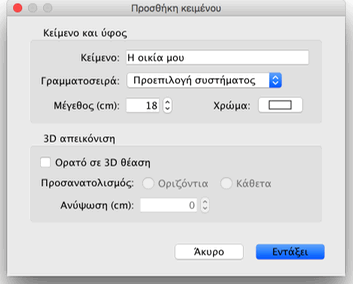 Προσθήκη κειμένου
Κείμενο και ύφος
Κείμενο: Η οικία μου
Γραμματοσειρά: Προεπιλογή συστήματος
Μέγεθος (cm): 18 Χρώμα:
3D απεικόνιση
Ορατό σε 3D θέαση
Προσανατολισμός: Οριζόντια Κάθετα
Ανύψωση (cm): 0
Άκυρο Εντάξει